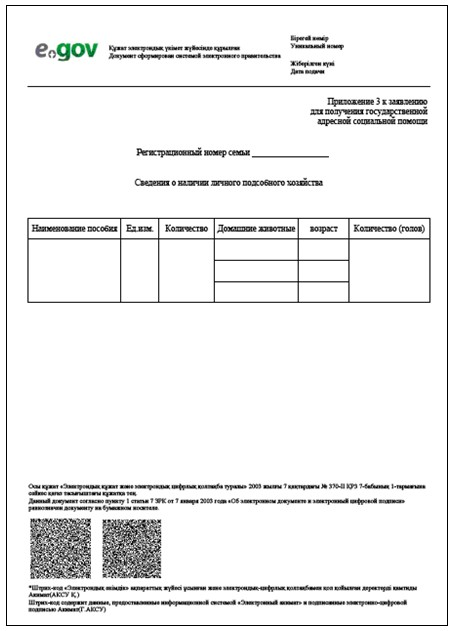 e.gov
Құжат электрондық үкімет жүйесінде құрылған
Документ сформирован системой электронного правительства
Бірегей нөмір
Уникальный номер
Жіберілген күні
Дата подачи
Приложение 3 к заявлению
для получения государственной
адресной социальной помощи
Регистрационный номер семьи _______________
Сведения о наличии личного подсобного хозяйства
Наименование пособия Ед.изм. Количество Домашние животные возраст Количество (голов)
Осы құжат «Электрондық құжат және электрондық цифрлық қолтаңба туралы» 2003 жылғы 7 қаңтардағы № 370-II ҚРЗ 7-бабының 1-тармағына
сәйкес қағаз тасығыштағы құжатқа тең.
Данный документ согласно пункту 1 статьи 7 ЗРК от 7 января 2003 года «Об электронном документе и электронной цифровой подписи»
равнозначен документу на бумажном носителе.
*Штрих-код «Электрондық әкімдік» ақпараттық жүйесі ұсынған және электрондық-цифрлық қолтаңбамен қол қойылған деректерді қамтиды
Акимат(АКСУ Қ.)
Штрих-код содержит данные, предоставленные информационной системой «Электронный акимат» и подписанные электронно-цифровой
подписью Акимат(Г.АКСУ)